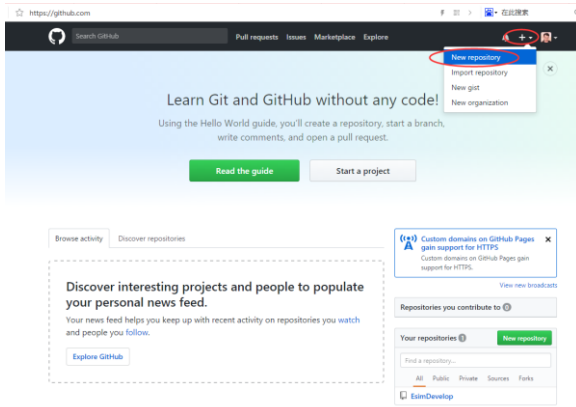 https://github.com
在此搜索
Search GitHub
Pull requests Issues Marketplace Explore
New repository
Import repository
New gist
New organization
Learn Git and GitHub without any code!
Using the Hello World guide, you'll create a repository, start a branch,
write comments, and open a pull request.
Read the guide
Start a project
Browse activity
Discover repositories
Discover interesting projects and people to populate
your personal news feed.
Your news feed helps you keep up with recent activity on repositories you watch
and people you follow.
Explore GitHub
Custom domains on GitHub Pages
gain support for HTTPS
Custom domains on GitHub Pages gain
support for HTTPS.
View new broadcasts
Repositories you contribute to 0
Your repositories
New repository
Find a repository...
All Public Private Sources Forks
EsimDevelop